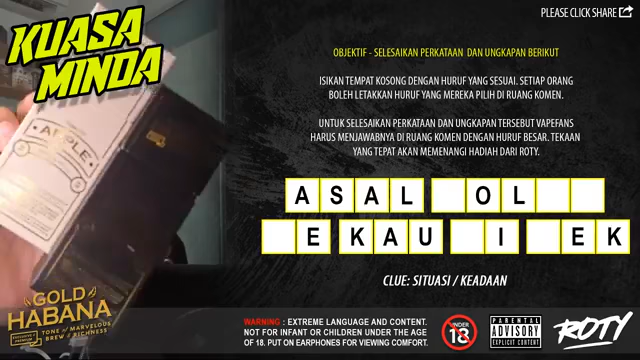 PLEASE CLICK SHARE
KUASA
MINDA
OBJEKTIF - SELESAIKAN PERKATAAN DAN UNGKAPAN BERIKUT
ISIKAN TEMPAT KOSONG DENGAN HURUF YANG SESUAI. SETIAP ORANG
BOLEH LETAKKAN HURUF YANG MEREKA PILIH DI RUANG KOMEN.
UNTUK SELESAIKAN PERKATAAN DAN UNGKAPAN TERSEBUT VAPEFANS
HARUS MENJAWABNYA DI RUANG KOMEN DENGAN HURUF BESAR. TEKAAN
YANG TEPAT AKAN MEMENANGI HADIAH DARI ROTY.
APPLE
ASAL OL
E KAU I EK
CLUE: SITUASI / KEADAAN
GOLD
HABANA
TONE of MARVELOUS
BREW & RICHNESS
WARNING : EXTREME LANGUAGE AND CONTENT.
NOT FOR INFANT OR CHILDREN UNDER THE AGE
OF 18. PUT ON EARPHONES FOR VIEWING COMFORT.
UNDER
18
PARENTAL
ADVISORY
EXPLICIT CONTENT
ROTY